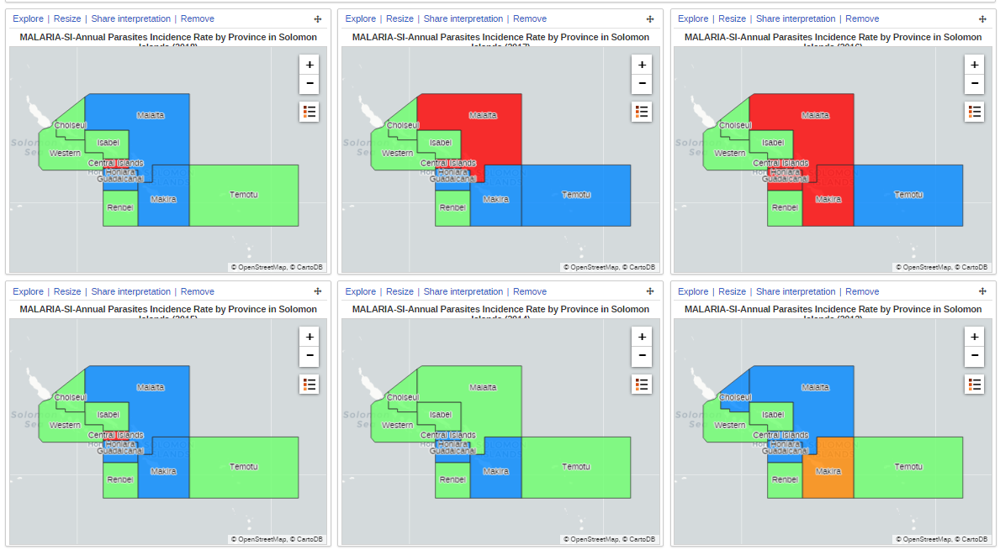 Explore | Resize | Share interpretation | Remove
MALARIA-SI-Annual Parasites Incidence Rate by Province in Solomon
+
−
Malaita
Choiseul
Isabel
Solomon
Western
Central Islands
Honiara
Guadalcanal
Temotu
Makira
Renbel
© OpenStreetMap, © CartoDB
Explore | Resize | Share interpretation | Remove
MALARIA-SI-Annual Parasites Incidence Rate by Province in Solomon
+
−
Malaita
Choiseul
Isabel
Western
Central Islands
Honiara
Guadalcanal
Temotu
Makira
Renbel
© OpenStreetMap, © CartoDB
Explore | Resize | Share interpretation | Remove
MALARIA-SI-Annual Parasites Incidence Rate by Province in Solomon
+
−
Malaita
Choiseul
Isabel
Western
Central Islands
Honiara
Guadalcanal
Temotu
Makira
Renbel
© OpenStreetMap, © CartoDB
Explore | Resize | Share interpretation | Remove
MALARIA-SI-Annual Parasites Incidence Rate by Province in Solomon
+
−
Malaita
Choiseul
Isabel
Western
Central Islands
Honiara
Guadalcanal
Temotu
Makira
Renbel
© OpenStreetMap, © CartoDB
Explore | Resize | Share interpretation | Remove
MALARIA-SI-Annual Parasites Incidence Rate by Province in Solomon
+
−
Malaita
Choiseul
Isabel
Western
Central Islands
Honiara
Guadalcanal
Temotu
Makira
Renbel
© OpenStreetMap, © CartoDB
Explore | Resize | Share interpretation | Remove
MALARIA-SI-Annual Parasites Incidence Rate by Province in Solomon
+
−
Malaita
Choiseul
Isabel
Western
Central Islands
Honiara
Guadalcanal
Temotu
Makira
Renbel
© OpenStreetMap, © CartoDB